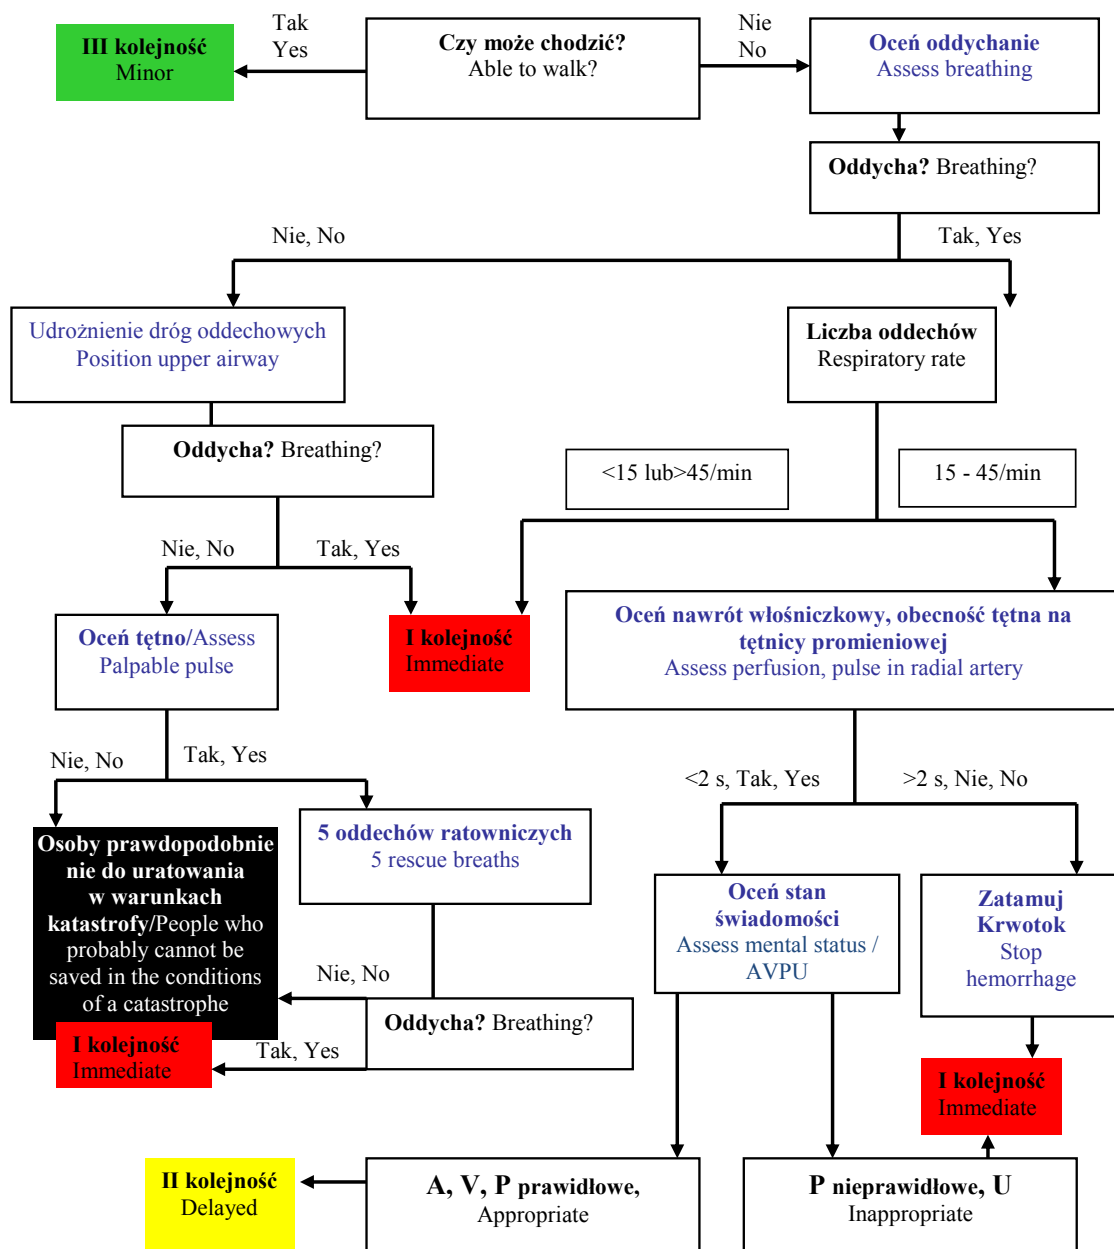 III kolejność
Minor
Tak
Yes
Czy może chodzić?
Able to walk?
Nie
No
Oceń oddychanie
Assess breathing
Oddycha? Breathing?
Nie, No
Tak, Yes
Udrożnienie dróg oddechowych
Position upper airway
Liczba oddechów
Respiratory rate
Oddycha? Breathing?
<15 lub>45/min
15 - 45/min
Nie, No
Tak, Yes
Oceń tętno/Assess
Palpable pulse
I kolejność
Immediate
Oceń nawrót włośniczkowy, obecność tętna na
tętnicy promieniowej
Assess perfusion, pulse in radial artery
Nie, No
Tak, Yes
<2 s, Tak, Yes
>2 s, Nie, No
Osoby prawdopodobnie
nie do uratowania
w warunkach
katastrofy/People who
probably cannot be
saved in the conditions
of a catastrophe
5 oddechów ratowniczych
5 rescue breaths
Oceń stan
świadomości
Assess mental status /
AVPU
Zatamuj
Krwotok
Stop
hemorrhage
Nie, No
Oddycha? Breathing?
Tak, Yes
I kolejność
Immediate
I kolejność
Immediate
II kolejność
Delayed
A, V, P prawidłowe,
Appropriate
P nieprawidłowe, U
Inappropriate